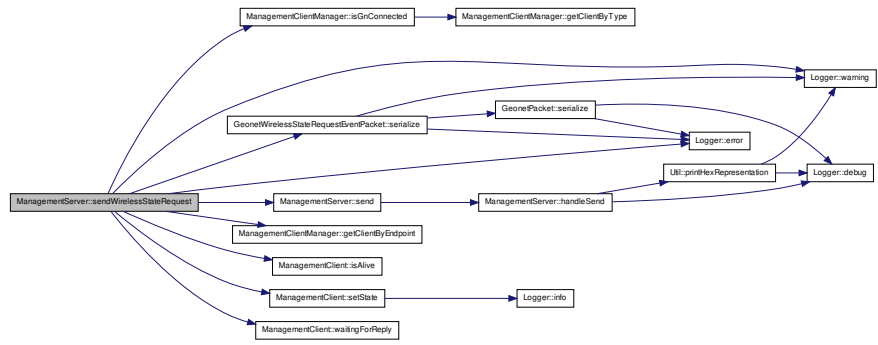 ManagementClientManager::isGnConnected
ManagementClientManager::getClientByType
Logger::warning
GeonetPacket::serialize
GeonetWirelessStateRequestEventPacket::serialize
Logger::error
Util::printHexRepresentation
Logger::debug
ManagementServer::sendWirelessStateRequest
ManagementServer::send
ManagementServer::handleSend
ManagementClientManager::getClientByEndpoint
ManagementClient::isAlive
ManagementClient::setState
Logger::info
ManagementClient::waitingForReply